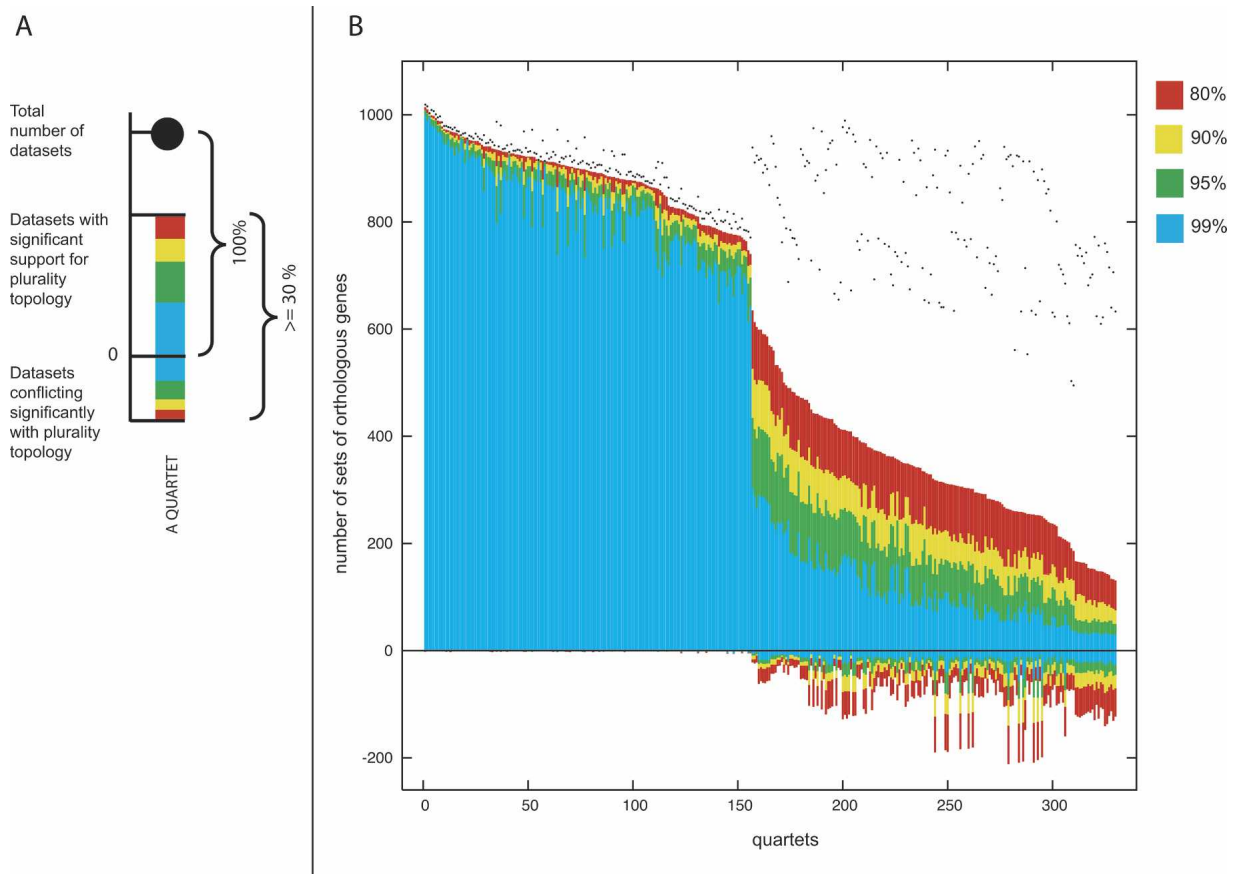 A
B
Total
number of
datasets
Datasets with
significant
support for
plurality
topology
0
Datasets
conflicting
significantly
with plurality
topology
100%
>= 30 %
A QUARTET
number of sets of orthologous genes
1000
800
600
400
200
0
-200
0
50
100
150
200
250
300
quartets
80%
90%
95%
99%